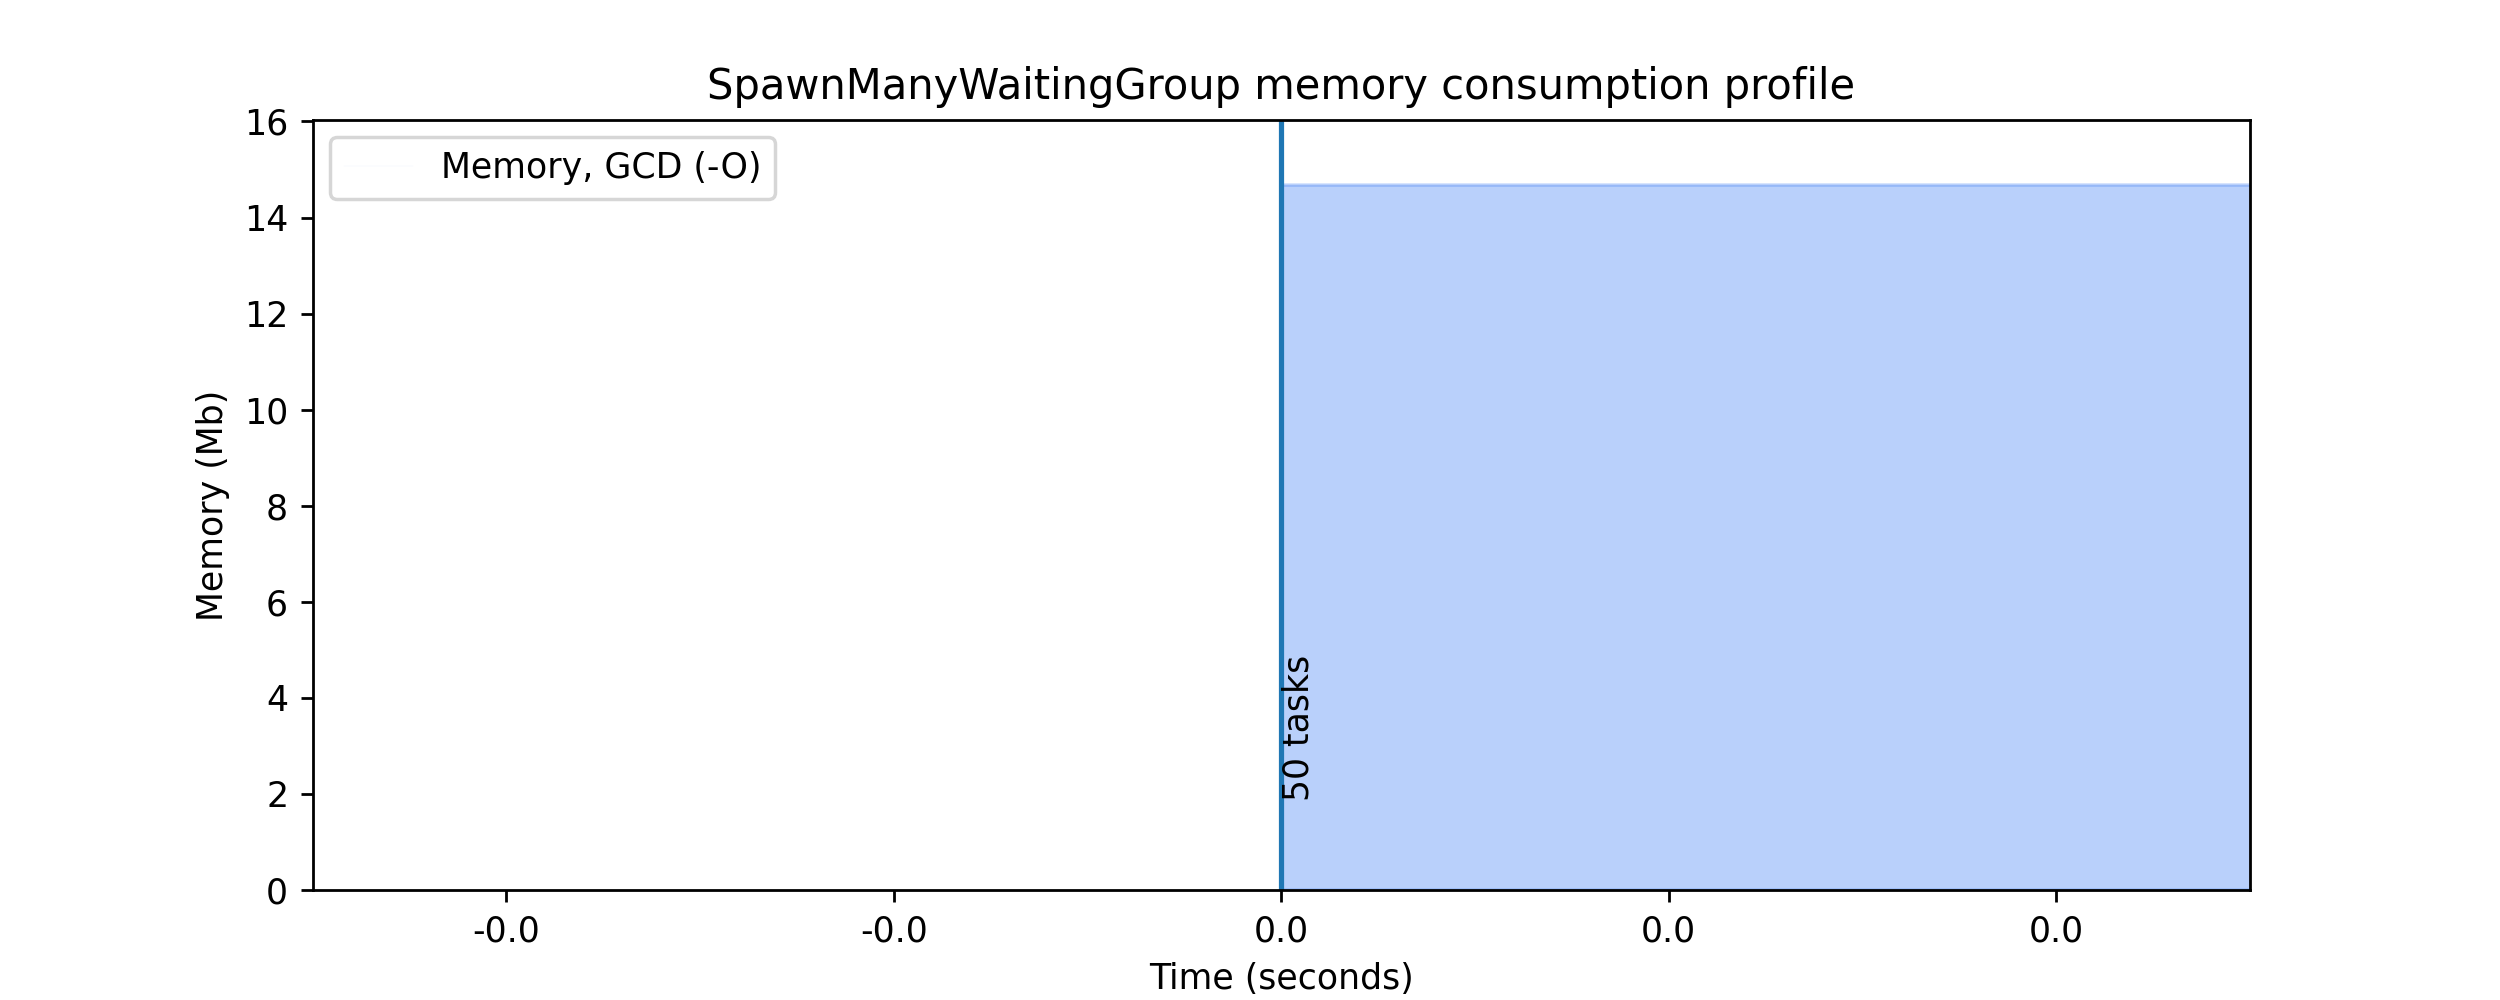 SpawnManyWaitingGroup memory consumption profile
Memory, GCD (-O)
Memory (Mb)
16
14
12
10
8
6
4
2
0
50 tasks
-0.0
-0.0
0.0
0.0
0.0
Time (seconds)